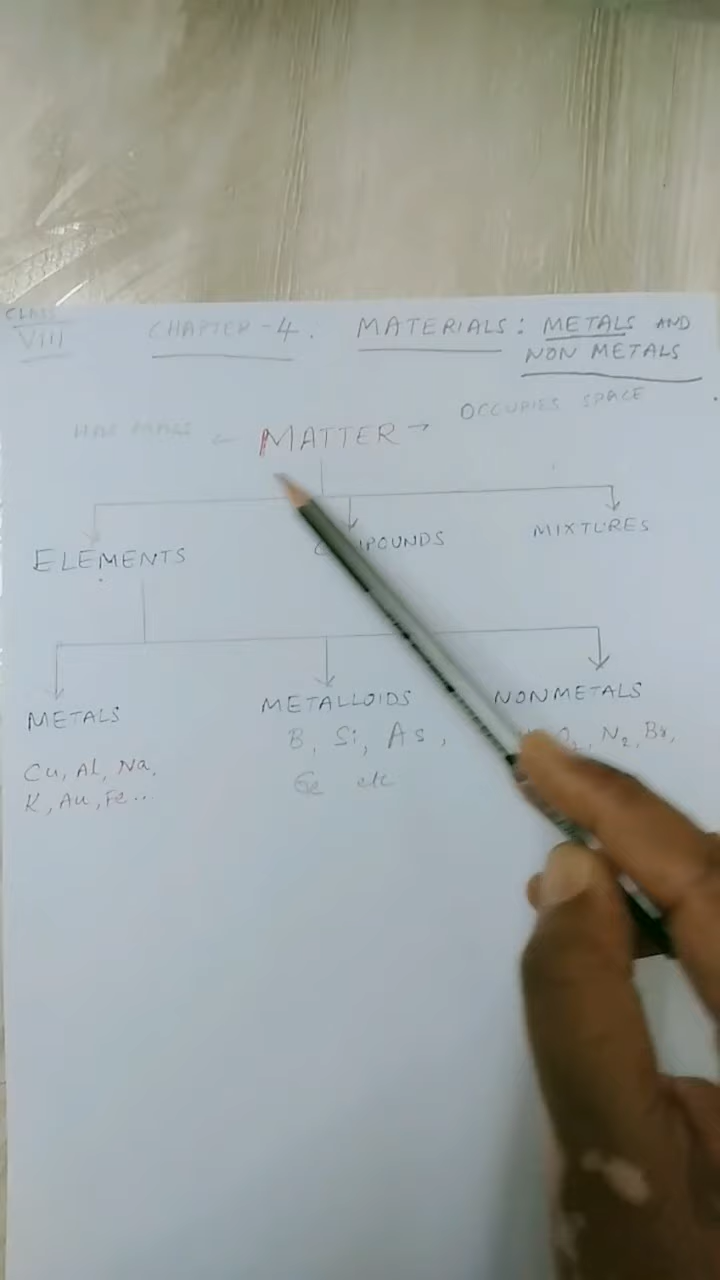 CLASS VIII
CHAPTER-4: MATERIALS: METALS AND
NON METALS
HAS MASS ← MATTER → OCCUPIES SPACE
ELEMENTS
MIXTURES
METALS
METALLOIDS
NONMETALS
Cu, Al, Na,
K, Au, Fe...
B, Si, As,
Ge etc
N2, Br,